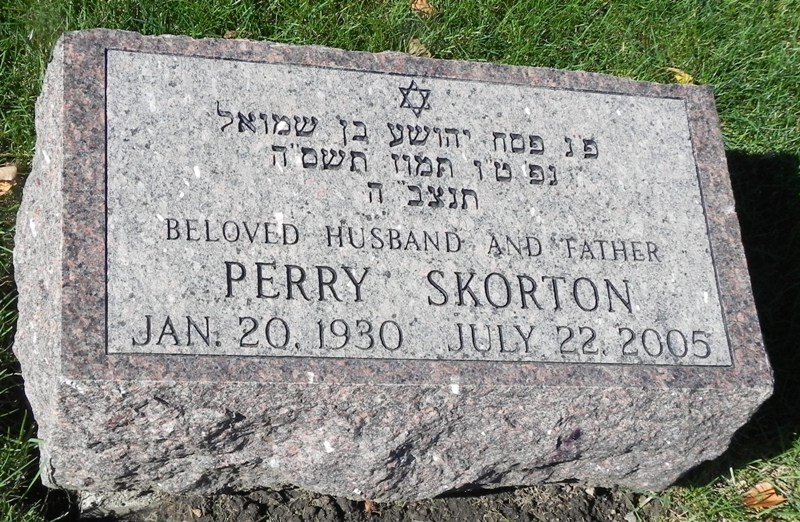 פ״נ פסח יהושע בן שמואל
נפ׳ ט״ו תמוז תשס״ה
תנצב״ה
BELOVED HUSBAND AND FATHER
PERRY SKORTON
JAN. 20, 1930 JULY 22, 2005